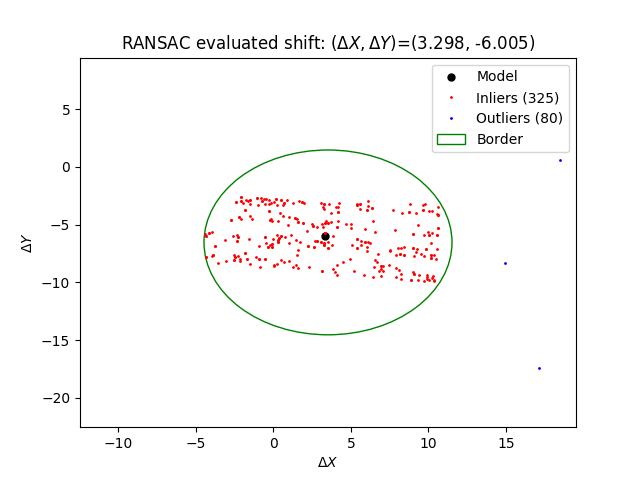 RANSAC evaluated shift: (ΔX, ΔY)=(3.298, -6.005)
Model
Inliers (325)
Outliers (80)
Border
5
0
−5
−10
−15
−20
ΔY
−10 −5 0 5 10 15
ΔX